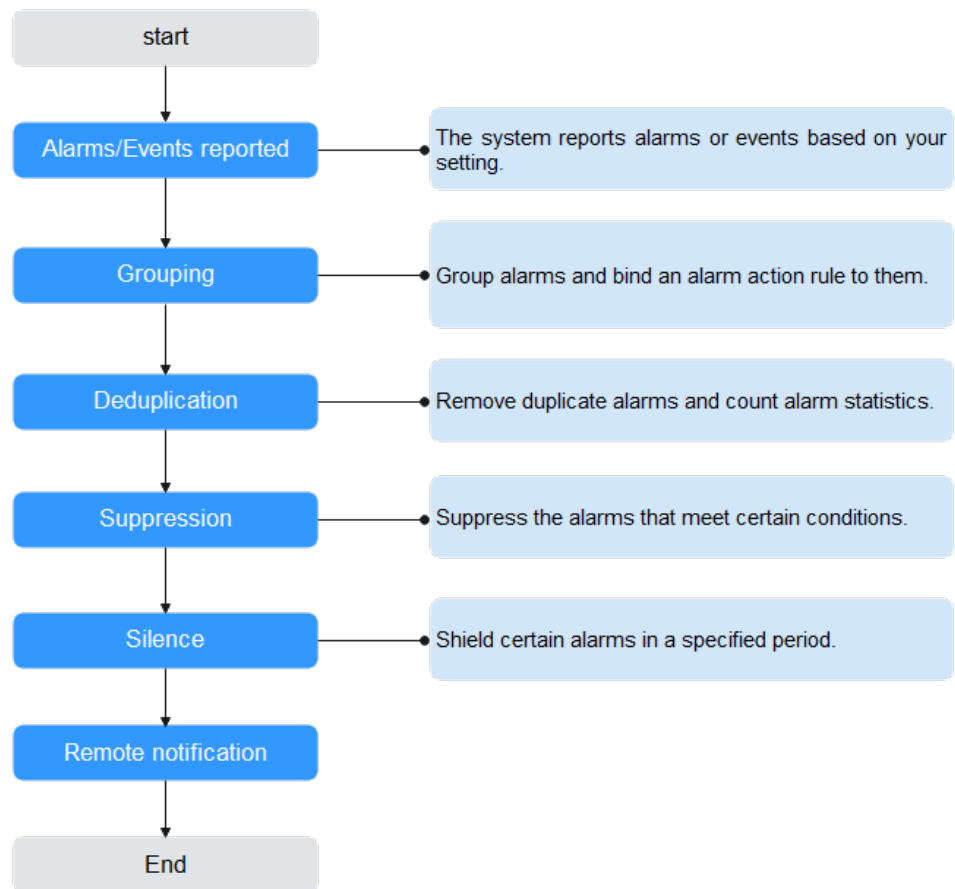 start
Alarms/Events reported
The system reports alarms or events based on your
setting.
Grouping
Group alarms and bind an alarm action rule to them.
Deduplication
Remove duplicate alarms and count alarm statistics.
Suppression
Suppress the alarms that meet certain conditions.
Silence
Shield certain alarms in a specified period.
Remote notification
End